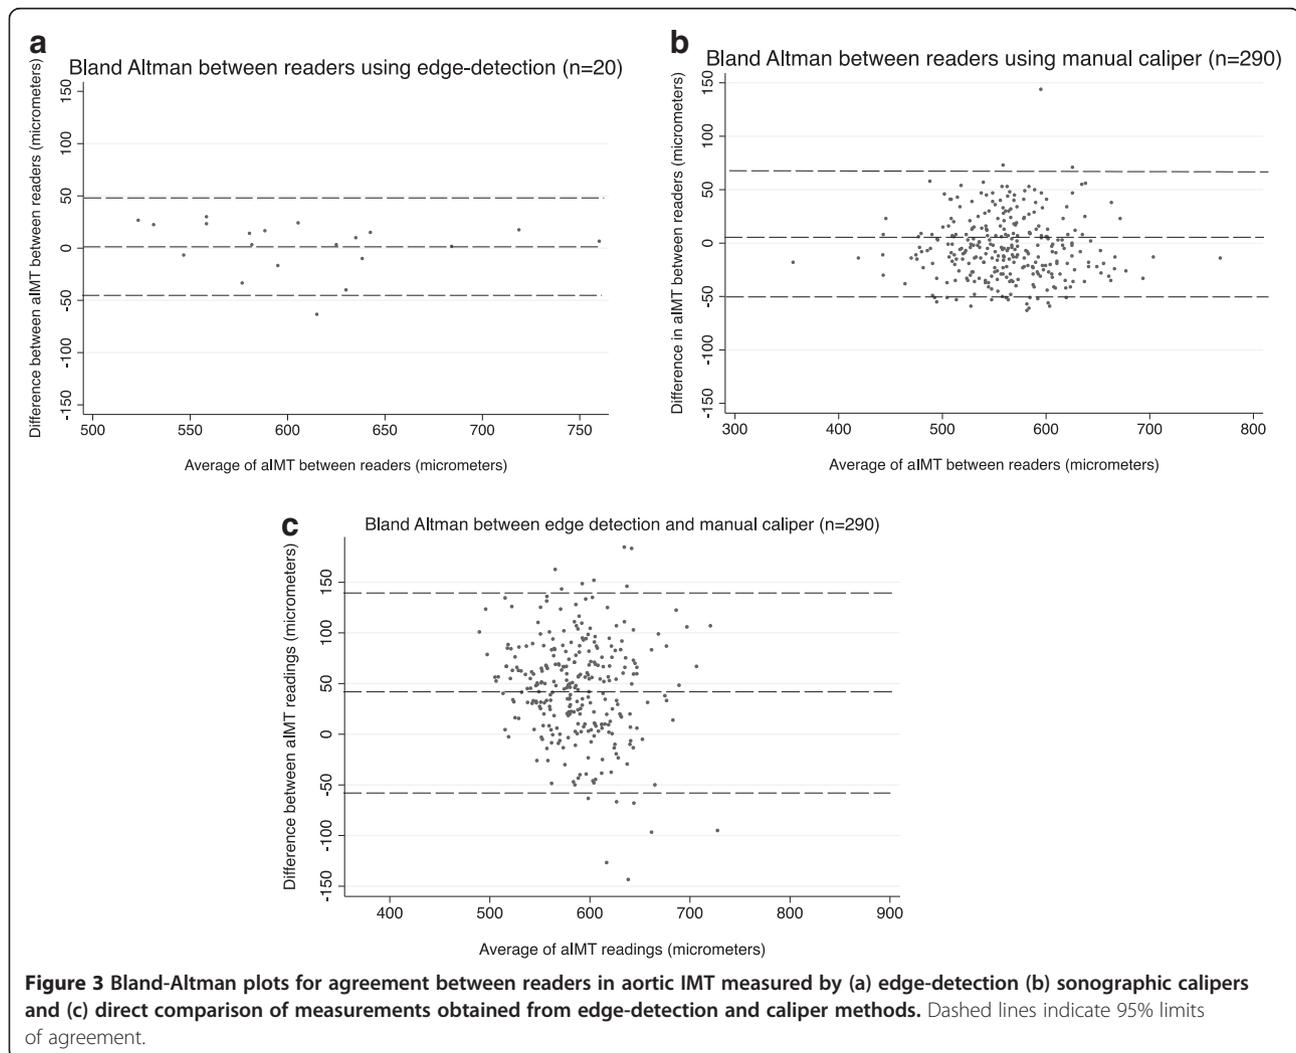 a
Bland Altman between readers using edge-detection (n=20)
Difference between aIMT between readers (micrometers)
150
100
50
0
-50
-100
-150
500 550 600 650 700 750
Average of aIMT between readers (micrometers)
b
Bland Altman between readers using manual caliper (n=290)
Difference in aIMT between readers (micrometers)
150
100
50
0
-50
-100
-150
300 400 500 600 700 800
Average of aIMT between readers (micrometers)
c
Bland Altman between edge detection and manual caliper (n=290)
Difference between aIMT readings (micrometers)
150
100
50
0
-50
-100
-150
400 500 600 700 800 900
Average of aIMT readings (micrometers)
Figure 3 Bland-Altman plots for agreement between readers in aortic IMT measured by (a) edge-detection (b) sonographic calipers
and (c) direct comparison of measurements obtained from edge-detection and caliper methods. Dashed lines indicate 95% limits
of agreement.